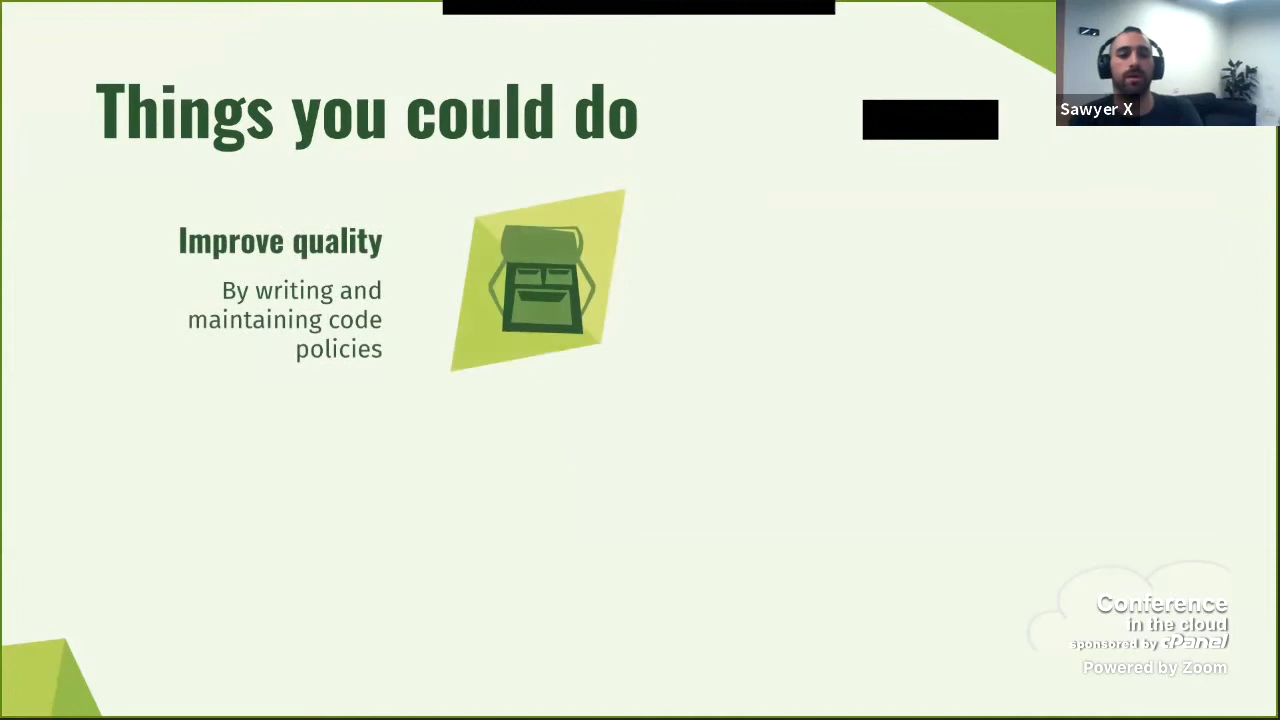 Things you could do
Sawyer X
Improve quality
By writing and
maintaining code
policies
Conference
in the cloud
sponsored by cPanel
Powered by Zoom